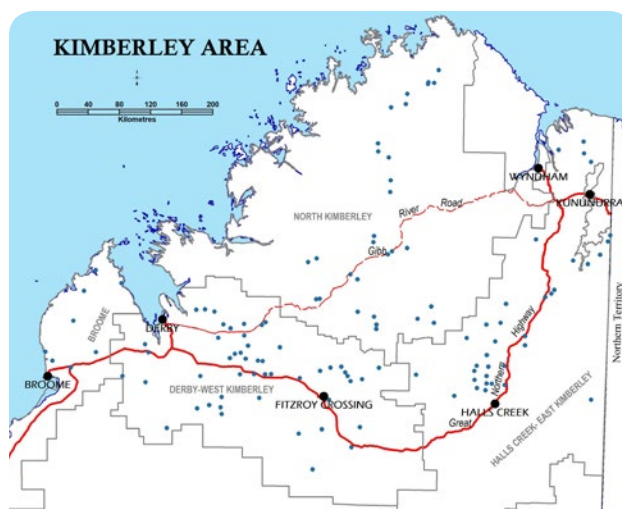 KIMBERLEY AREA
0 40 80 120 160 200
Kilometres
WYNDHAM
KUNUNURRA
NORTH KIMBERLEY
Gibb River Road
BROOME
DERBY
Northern Territory
BROOME
DERBY-WEST KIMBERLEY
FITZROY CROSSING
HALLS CREEK
Great Northern Highway
HALLS CREEK- EAST KIMBERLEY